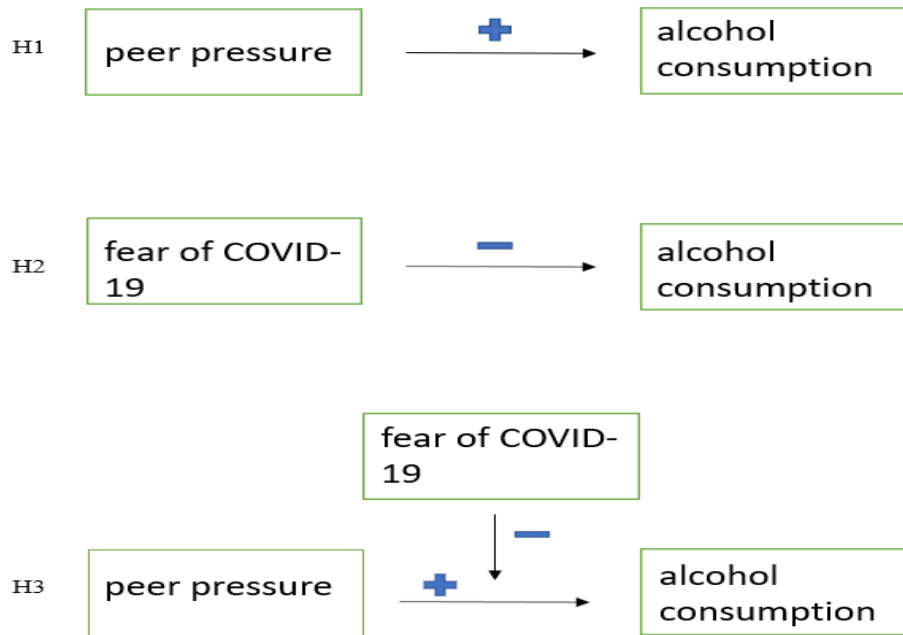 H1
peer pressure
alcohol
consumption
H2
fear of COVID-
19
alcohol
consumption
fear of COVID-
19
H3
peer pressure
alcohol
consumption